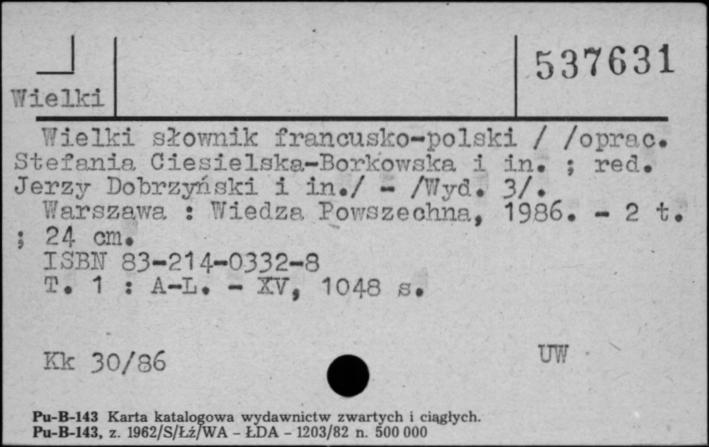 537631
Wielki
Wielki słownik francusko-polski / /oprac.
Stefania Ciesielska-Borkowska i in. ; red.
Jerzy Dobrzyński i in./ - /Wyd. 3/.
Warszawa : Wiedza Powszechna, 1986. - 2 t.
; 24 cm.
ISBN 83-214-0332-8
T. 1 : A-L. - XV, 1048 s.
Kk 30/86
UW
Pu-B-143 Karta katalogowa wydawnictw zwartych i ciągłych.
Pu-B-143, z. 1962/S/Łź/WA - ŁDA - 1203/82 n. 500 000